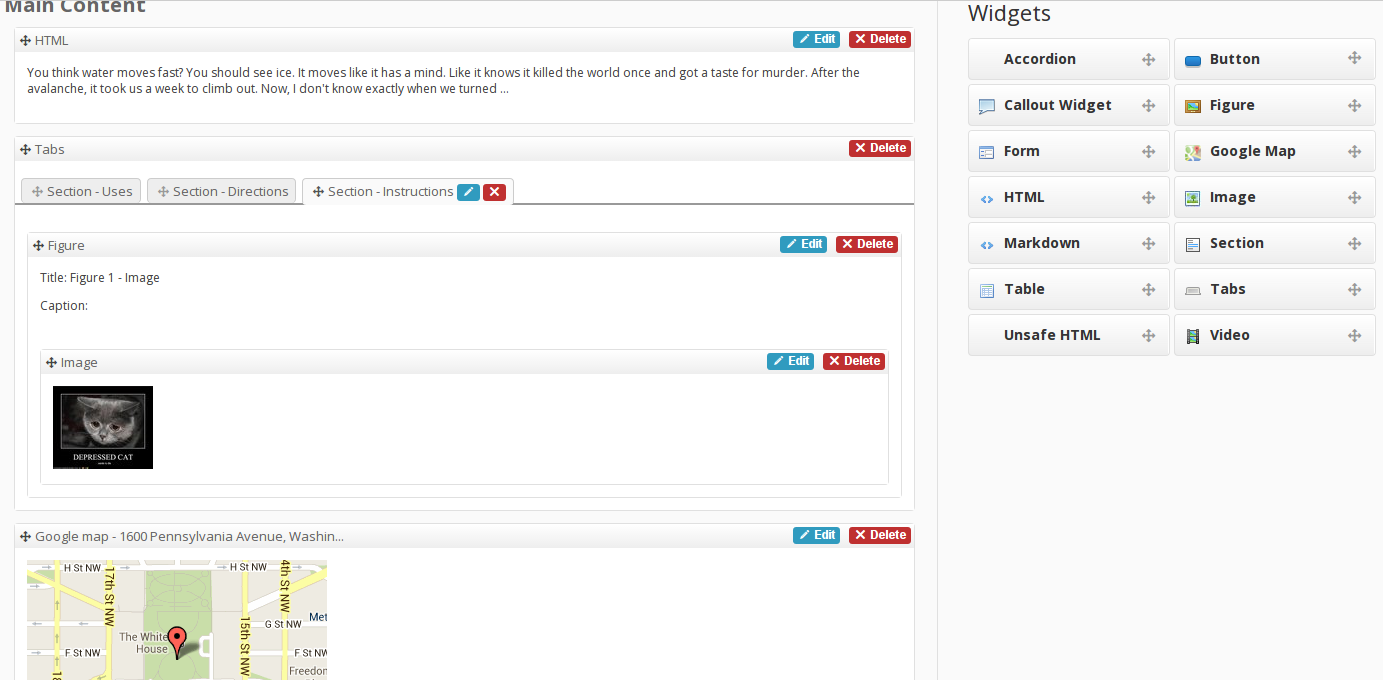 Main Content
HTML
Edit
Delete
You think water moves fast? You should see ice. It moves like it has a mind. Like it knows it killed the world once and got a taste for murder. After the
avalanche, it took us a week to climb out. Now, I don't know exactly when we turned ...
Tabs
Delete
Section - Uses
Section - Directions
Section - Instructions
Figure
Edit
Delete
Title: Figure 1 - Image
Caption:
Image
Edit
Delete
DEPRESSED CAT
Google map - 1600 Pennsylvania Avenue, Washin...
Edit
Delete
H St NW
H St NW
17th St NW
4th St NW
15th St NW
Met
G St NW
The White
House
F St NW
F St NW
Freedom
18
Widgets
Accordion
Button
Callout Widget
Figure
Form
Google Map
HTML
Image
Markdown
Section
Table
Tabs
Unsafe HTML
Video